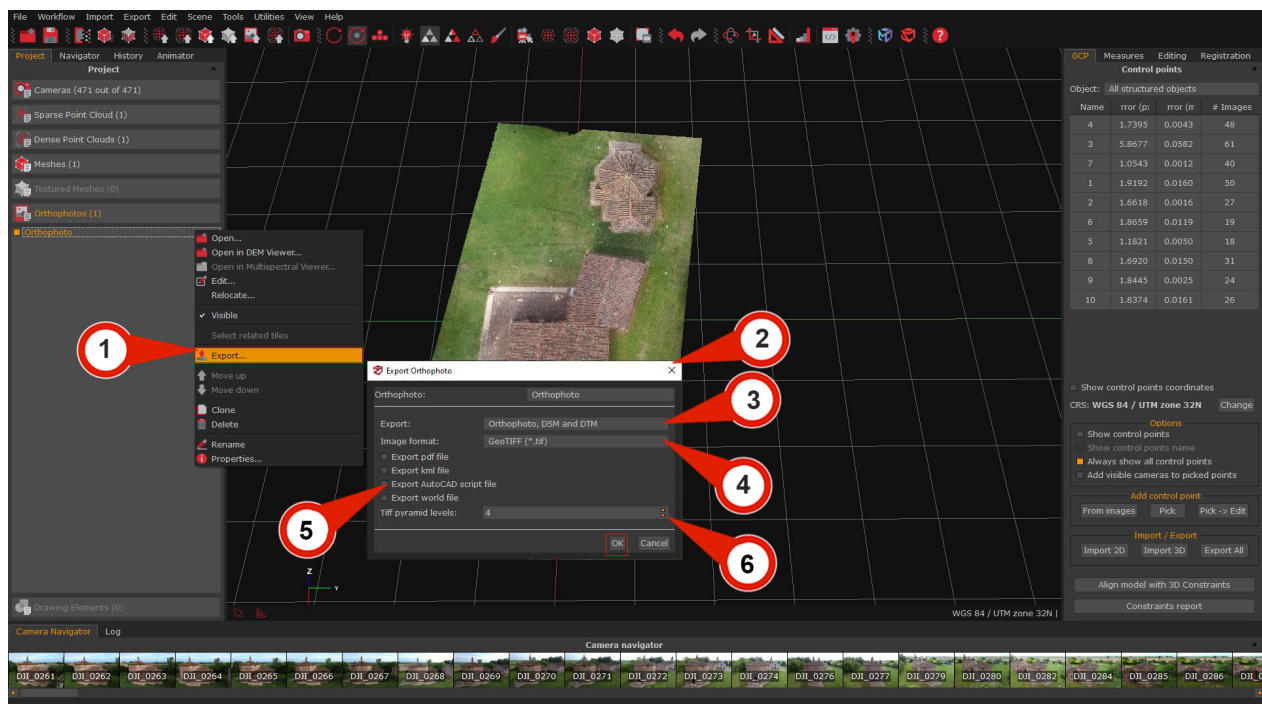 File Workflow Import Export Edit Scene Tools Utilities View Help
Project Navigator History Animator
Project
Cameras (471 out of 471)
Sparse Point Cloud (1)
Dense Point Clouds (1)
Meshes (1)
Textured Meshes (0)
Orthophotos (1)
Orthophoto
Open...
Open in DEM Viewer...
Open in Multispectral Viewer...
Edit...
Relocate...
Visible
Select related tiles
Export...
Move up
Move down
Clone
Delete
Rename
Properties...
1
2
3
4
5
6
Export Orthophoto
Orthophoto: Orthophoto
Export: Orthophoto, DSM and DTM
Image format: GeoTIFF (*.tif)
Export pdf file
Export kml file
Export AutoCAD script file
Export world file
Tiff pyramid levels: 4
OK Cancel
Z
Y
WGS 84 / UTM zone 32N |
Drawing Elements (0)
GCP Measures Editing Registration
Control points
Object: All structured objects
Name rror (p: rror (m # Images
4 1.7395 0.0043 48
3 5.8677 0.0582 61
7 1.0543 0.0012 40
1 1.9192 0.0160 50
2 1.6618 0.0016 27
6 1.8659 0.0119 19
5 1.1821 0.0050 18
8 1.6920 0.0150 31
9 1.8445 0.0025 24
10 1.8374 0.0161 26
Show control points coordinates
CRS: WGS 84 / UTM zone 32N Change
Options
Show control points
Show control points name
Always show all control points
Add visible cameras to picked points
Add control point
From images Pick Pick -> Edit
Import / Export
Import 2D Import 3D Export All
Align model with 3D Constraints
Constraints report
Camera Navigator Log
Camera navigator
DJI_0261 DJI_0262 DJI_0263 DJI_0264 DJI_0265 DJI_0266 DJI_0267 DJI_0268 DJI_0269 DJI_0270 DJI_0271 DJI_0272 DJI_0273 DJI_0274 DJI_0276 DJI_0277 DJI_0279 DJI_0280 DJI_0282 DJI_0284 DJI_0285 DJI_0286 DJI_0